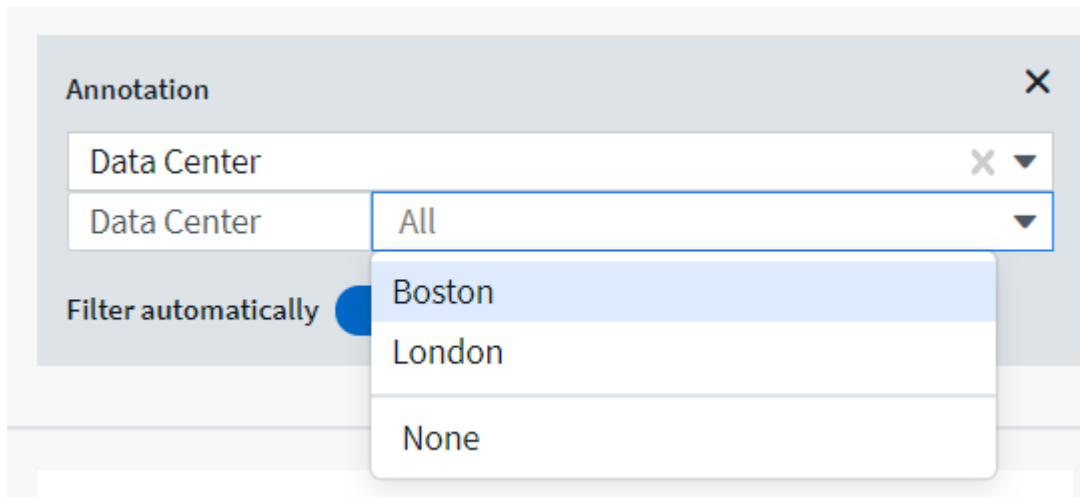 Annotation
Data Center
Data Center All
Boston
Filter automatically
London
None